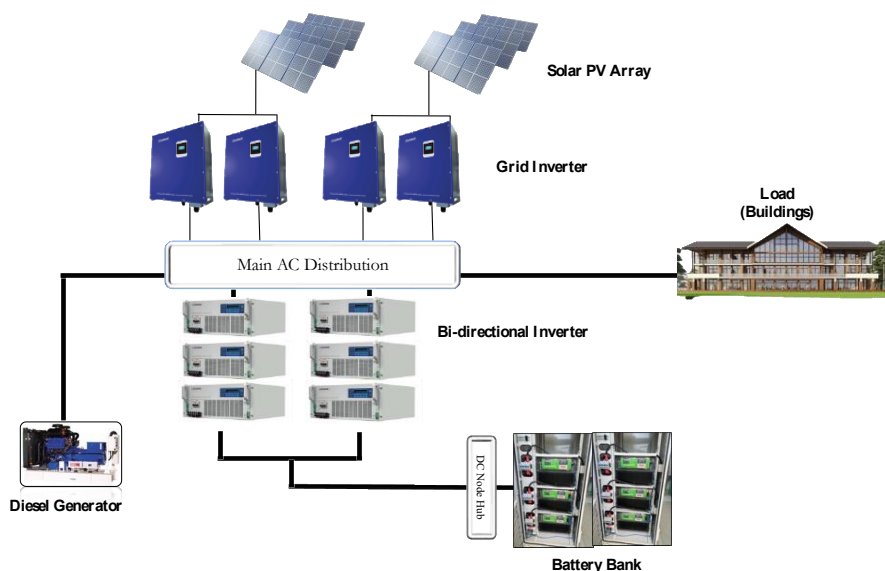 Solar PV Array
Grid Inverter
Load
(Buildings)
Main AC Distribution
Bi-directional Inverter
DC Node Hub
Diesel Generator
Battery Bank